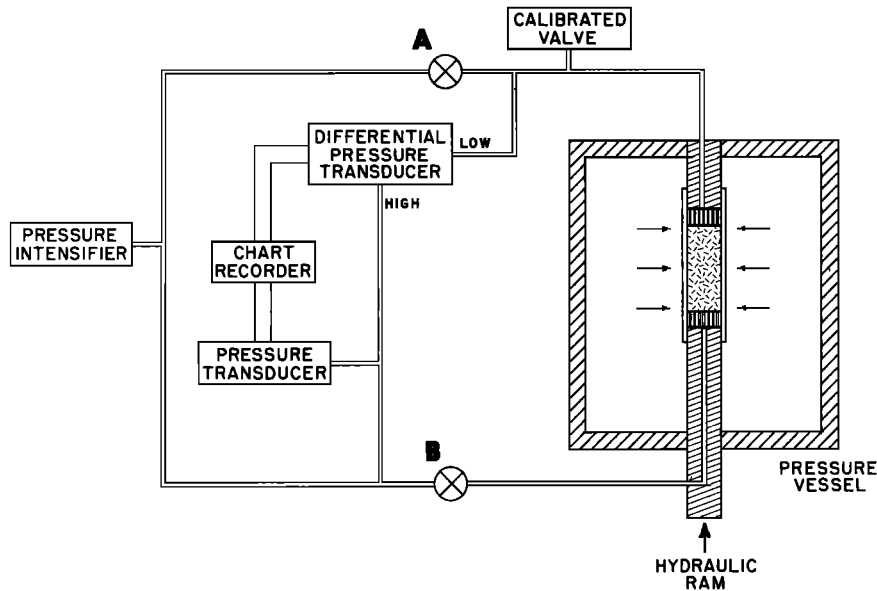 CALIBRATED
VALVE
A
DIFFERENTIAL
PRESSURE
TRANSDUCER
LOW
HIGH
PRESSURE
INTENSIFIER
CHART
RECORDER
PRESSURE
TRANSDUCER
B
PRESSURE
VESSEL
HYDRAULIC
RAM